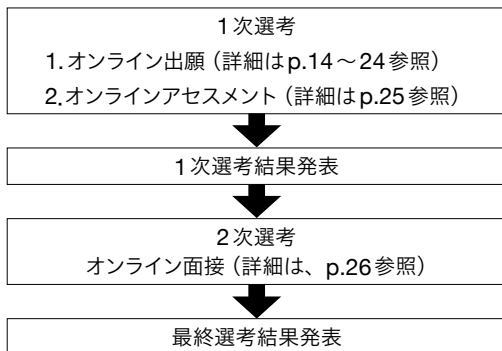 1次選考
1.オンライン出願（詳細はp.14～24参照）
2.オンラインアセスメント（詳細はp.25参照）
1次選考結果発表
2次選考
オンライン面接（詳細は、p.26参照）
最終選考結果発表